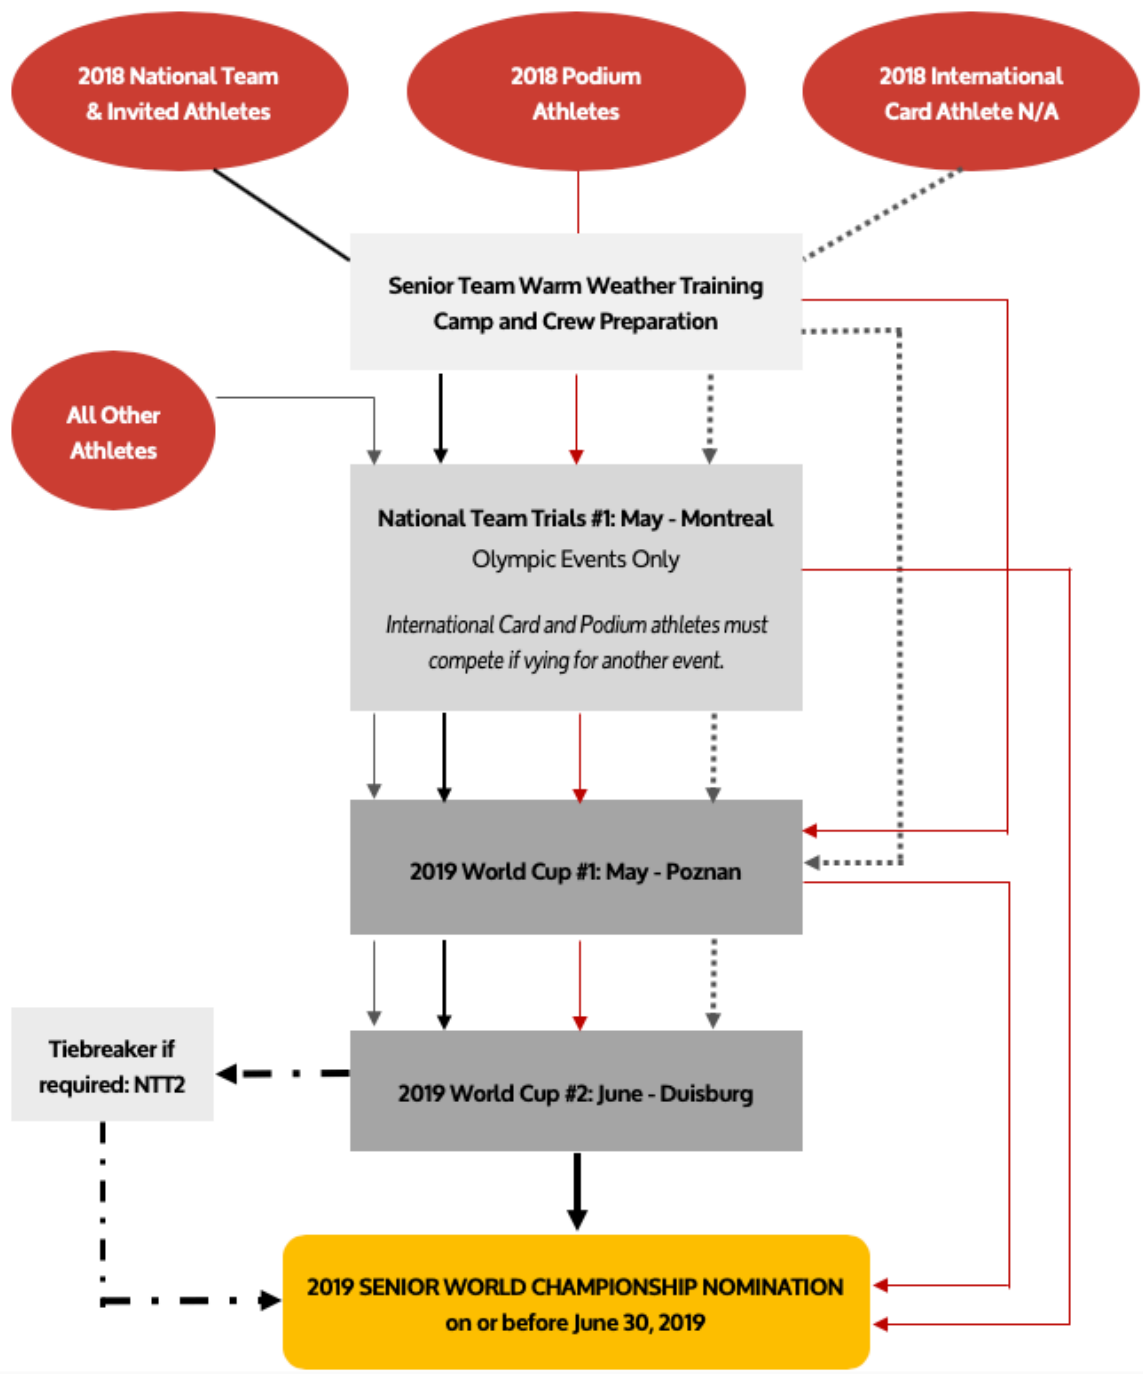 2018 National Team
& Invited Athletes
2018 Podium
Athletes
2018 International
Card Athlete N/A
Senior Team Warm Weather Training
Camp and Crew Preparation
All Other
Athletes
National Team Trials #1: May - Montreal
Olympic Events Only
International Card and Podium athletes must
compete if vying for another event.
2019 World Cup #1: May - Poznan
Tiebreaker if
required: NTT2
2019 World Cup #2: June - Duisburg
2019 SENIOR WORLD CHAMPIONSHIP NOMINATION
on or before June 30, 2019